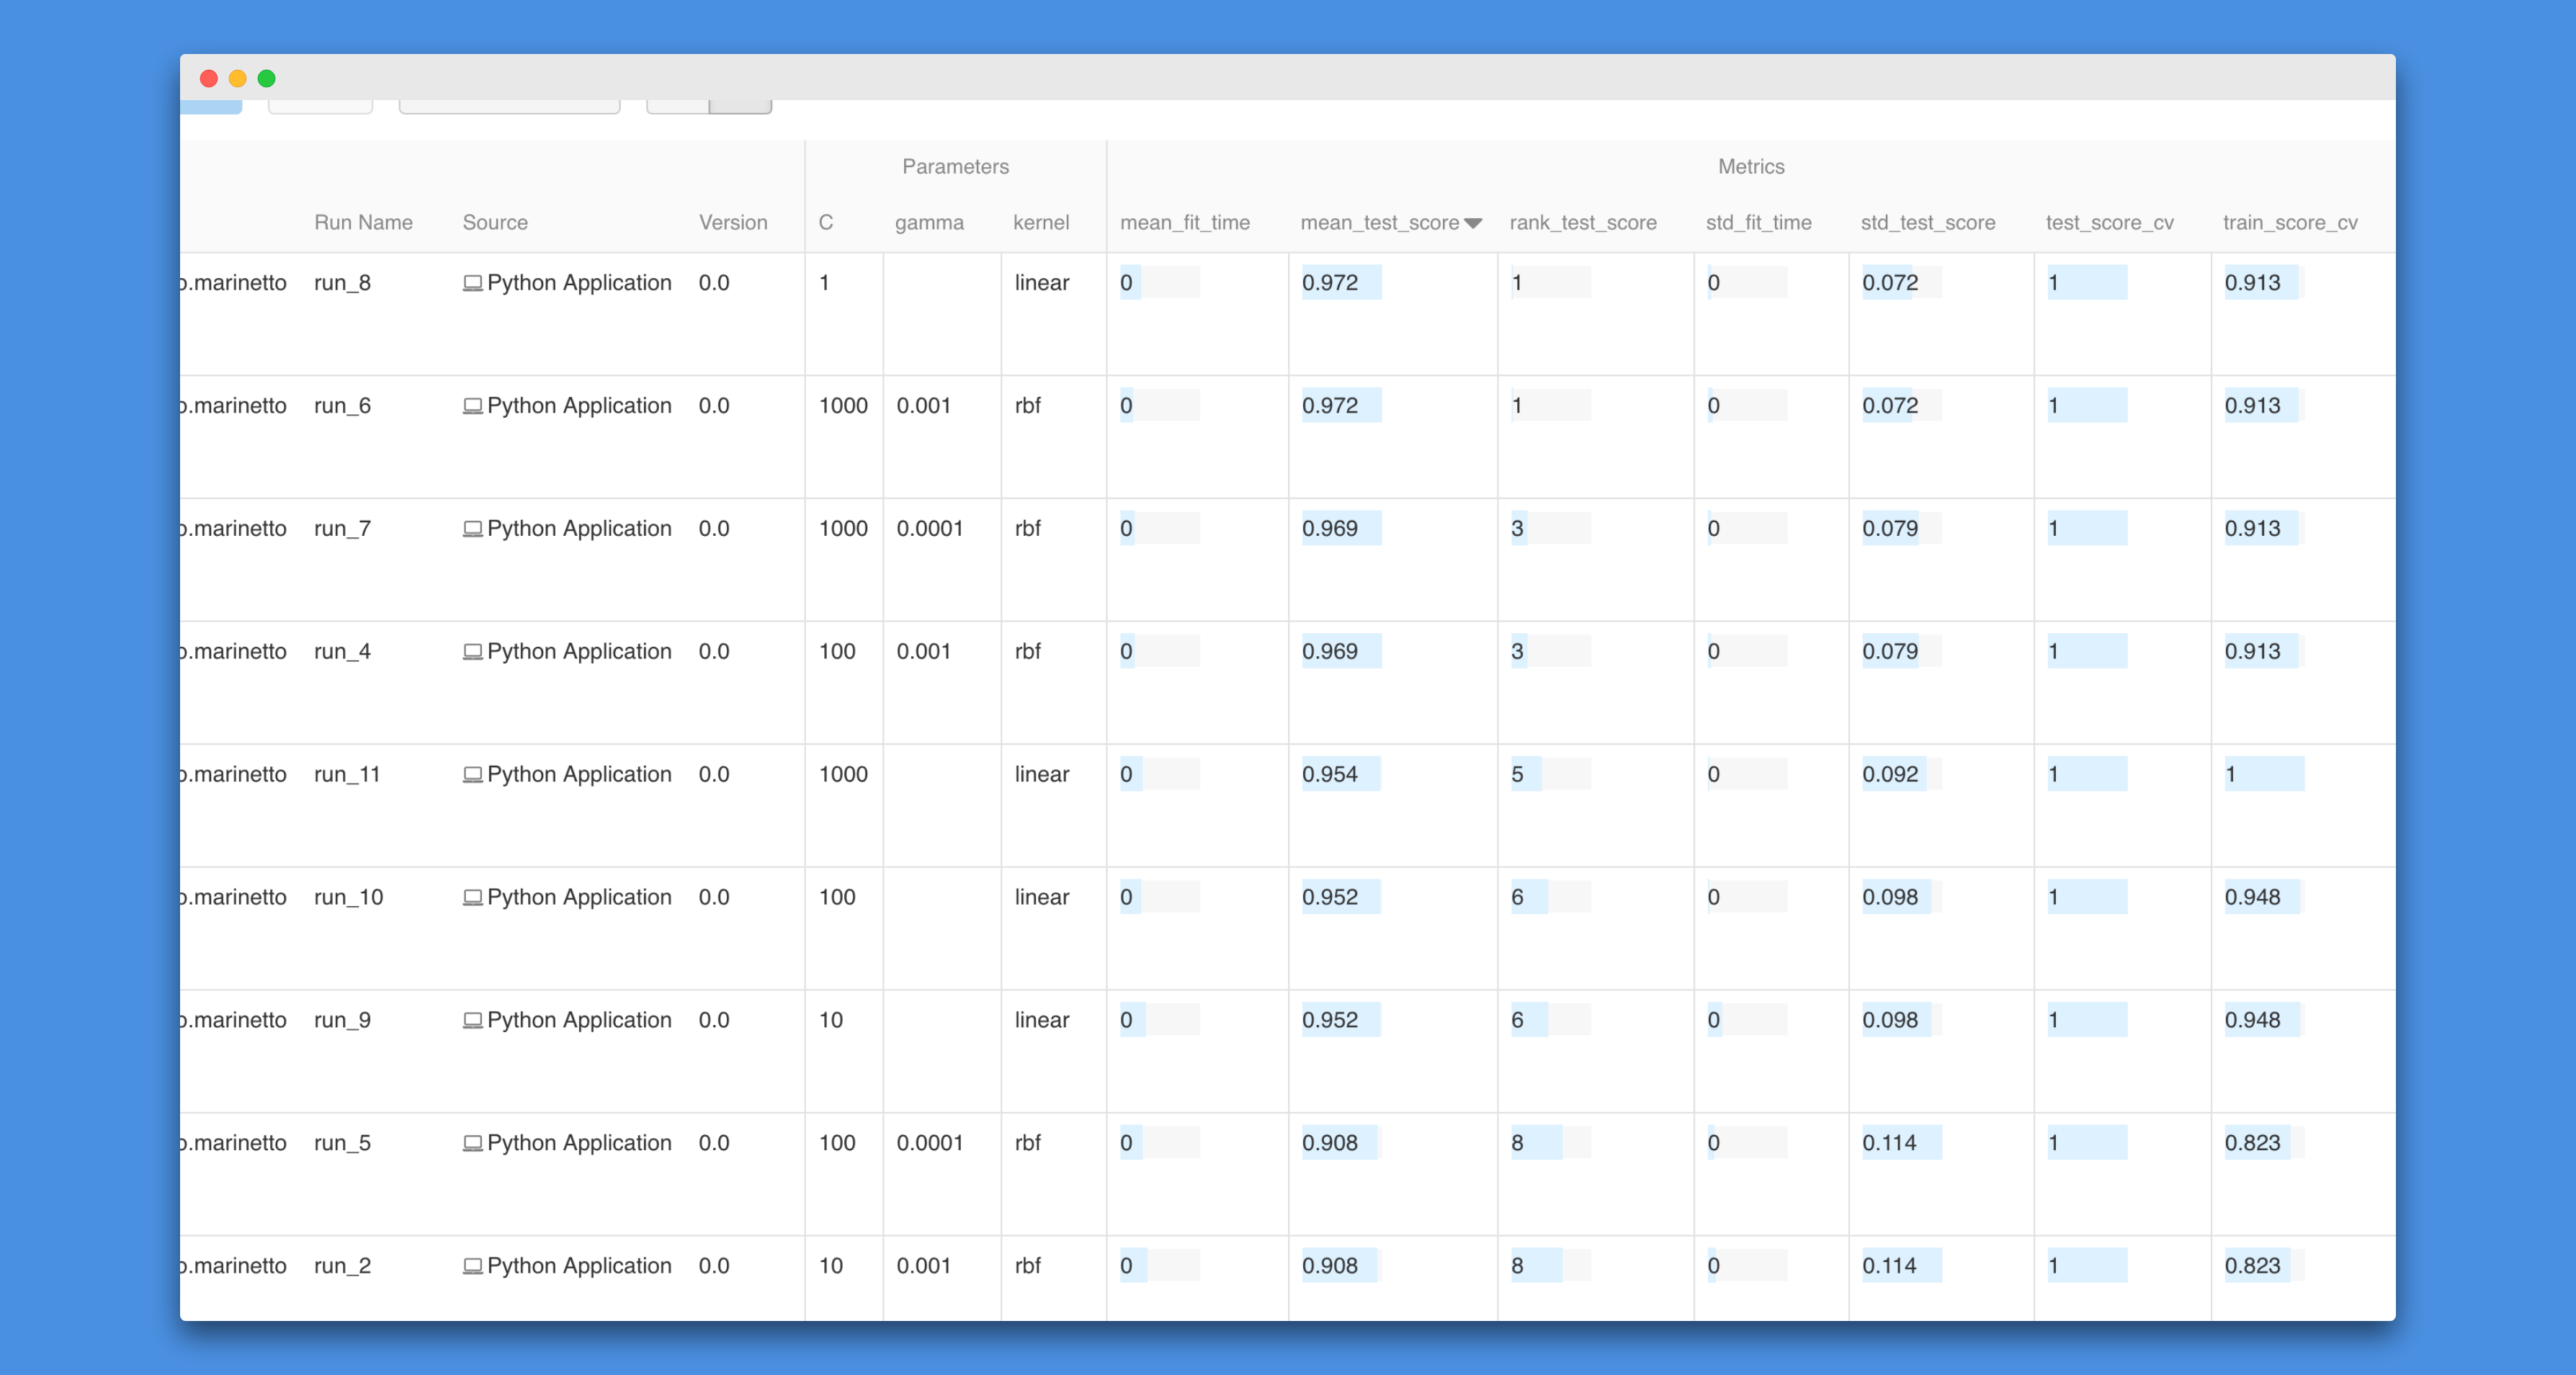 Parameters Metrics
Run Name Source Version C gamma kernel mean_fit_time mean_test_score rank_test_score std_fit_time std_test_score test_score_cv train_score_cv
o.marinetto run_8 Python Application 0.0 1 linear 0 0.972 1 0 0.072 1 0.913
o.marinetto run_6 Python Application 0.0 1000 0.001 rbf 0 0.972 1 0 0.072 1 0.913
o.marinetto run_7 Python Application 0.0 1000 0.0001 rbf 0 0.969 3 0 0.079 1 0.913
o.marinetto run_4 Python Application 0.0 100 0.001 rbf 0 0.969 3 0 0.079 1 0.913
o.marinetto run_11 Python Application 0.0 1000 linear 0 0.954 5 0 0.092 1 1
o.marinetto run_10 Python Application 0.0 100 linear 0 0.952 6 0 0.098 1 0.948
o.marinetto run_9 Python Application 0.0 10 linear 0 0.952 6 0 0.098 1 0.948
o.marinetto run_5 Python Application 0.0 100 0.0001 rbf 0 0.908 8 0 0.114 1 0.823
o.marinetto run_2 Python Application 0.0 10 0.001 rbf 0 0.908 8 0 0.114 1 0.823